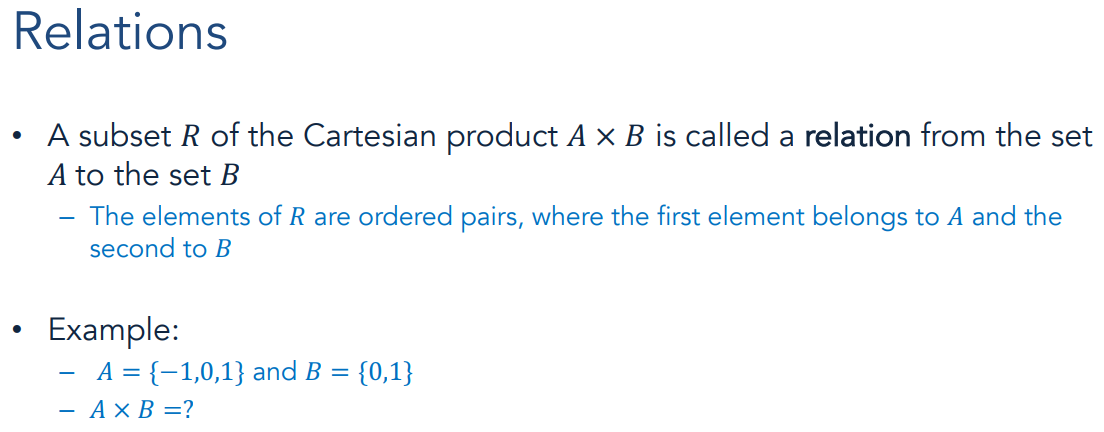 Relations
• A subset R of the Cartesian product A × B is called a relation from the set
A to the set B
– The elements of R are ordered pairs, where the first element belongs to A and the
second to B
• Example:
– A = {−1,0,1} and B = {0,1}
– A × B =?